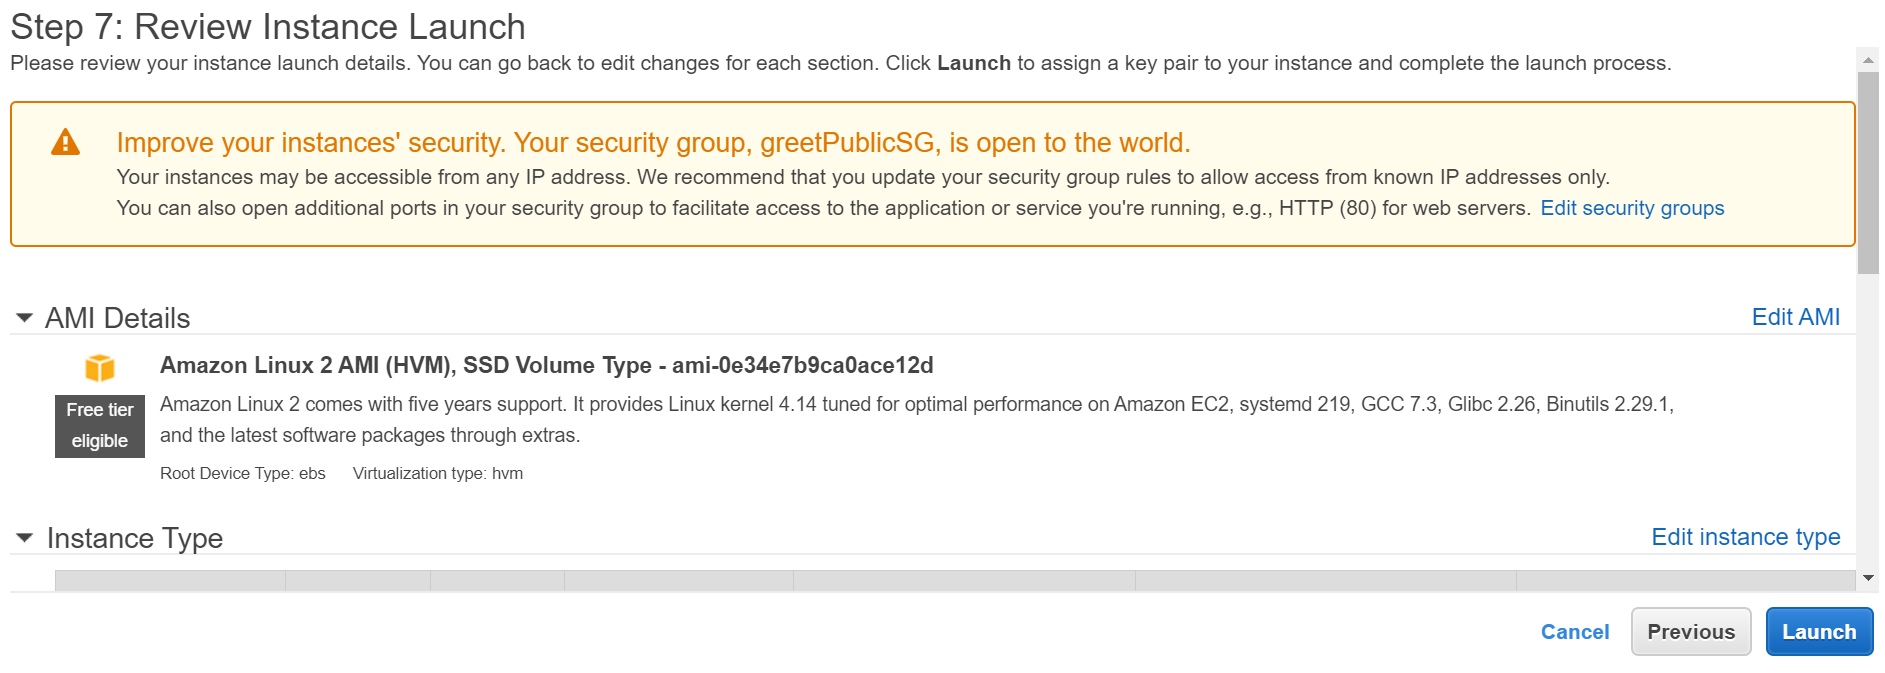 Step 7: Review Instance Launch
Please review your instance launch details. You can go back to edit changes for each section. Click Launch to assign a key pair to your instance and complete the launch process.
Improve your instances' security. Your security group, greetPublicSG, is open to the world.
Your instances may be accessible from any IP address. We recommend that you update your security group rules to allow access from known IP addresses only.
You can also open additional ports in your security group to facilitate access to the application or service you're running, e.g., HTTP (80) for web servers. Edit security groups
AMI Details Edit AMI
Amazon Linux 2 AMI (HVM), SSD Volume Type - ami-0e34e7b9ca0ace12d
Free tier eligible
Amazon Linux 2 comes with five years support. It provides Linux kernel 4.14 tuned for optimal performance on Amazon EC2, systemd 219, GCC 7.3, Glibc 2.26, Binutils 2.29.1,
and the latest software packages through extras.
Root Device Type: ebs Virtualization type: hvm
Instance Type Edit instance type
Cancel Previous Launch